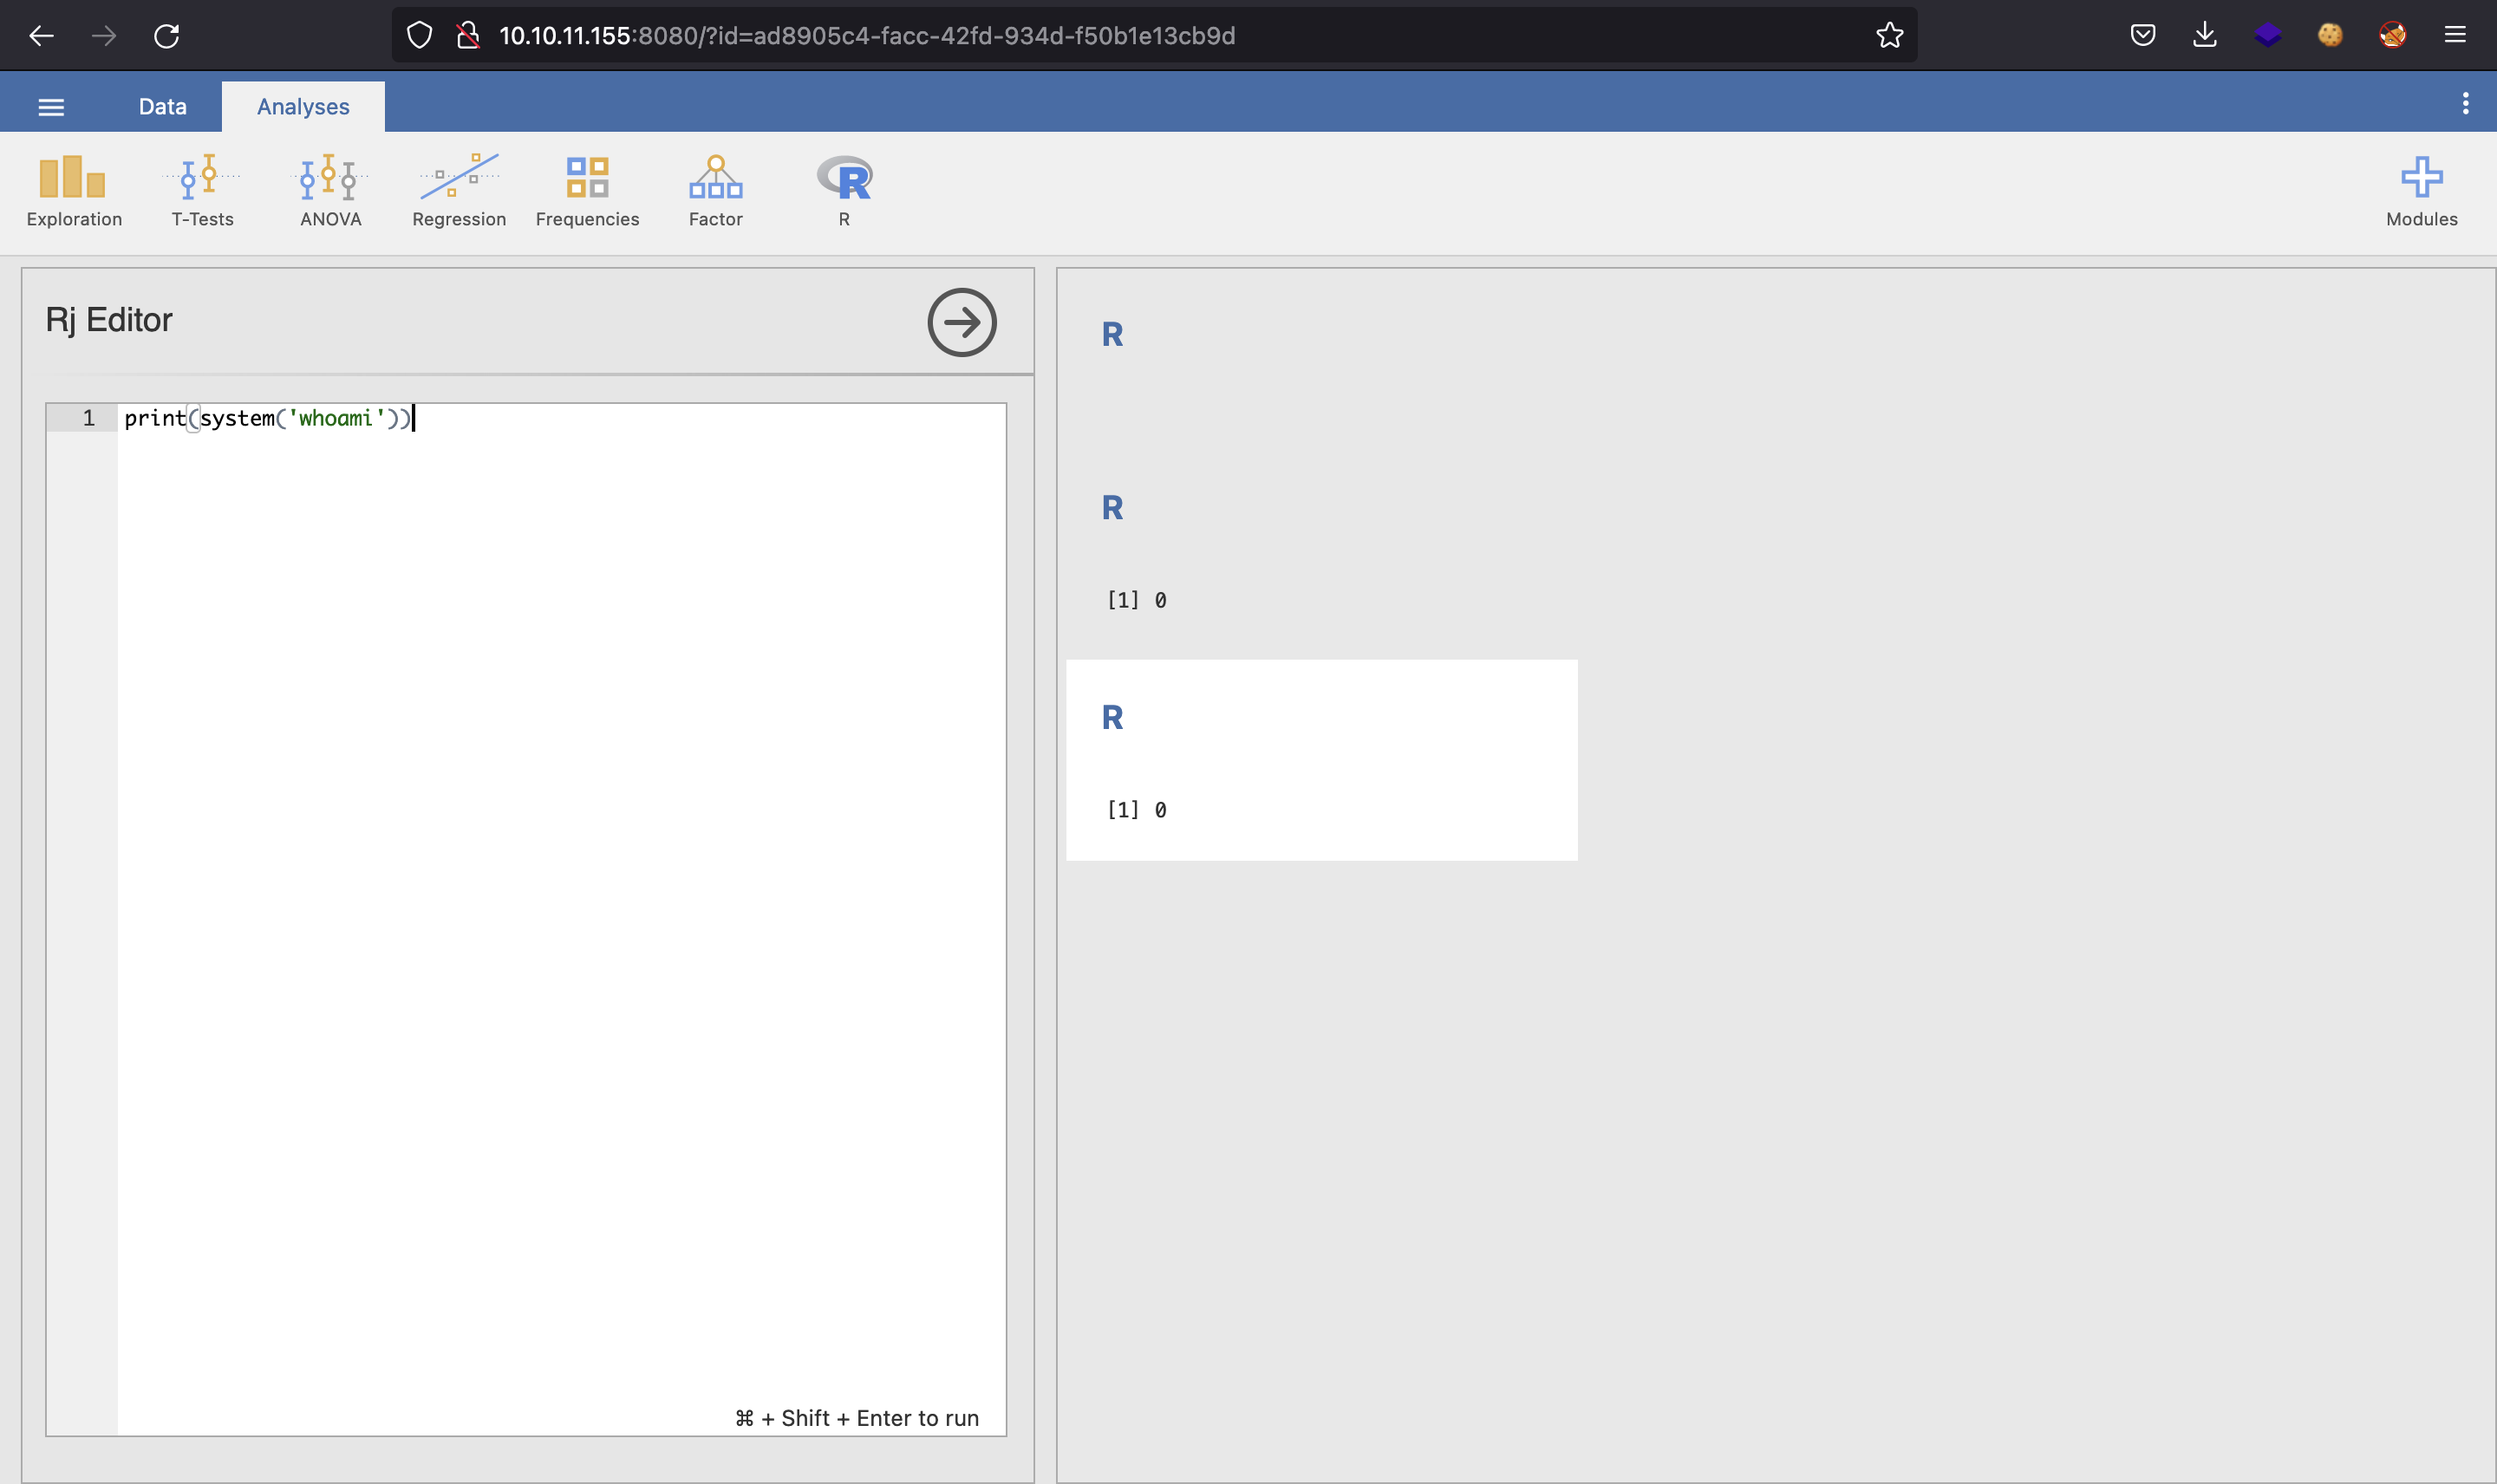 10.10.11.155:8080/?id=ad8905c4-facc-42fd-934d-f50b1e13cb9d
Data
Analyses
Exploration
T-Tests
ANOVA
Regression
Frequencies
Factor
R
Modules
Rj Editor
1 print(system('whoami'))
⌘ + Shift + Enter to run
R
R
[1] 0
R
[1] 0